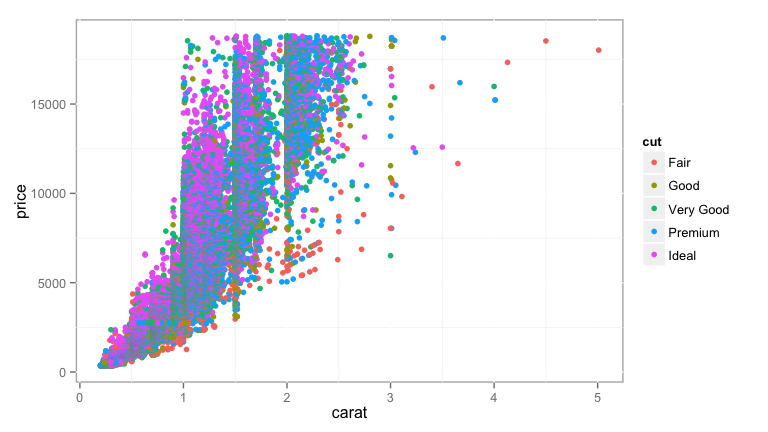 15000
10000
5000
0
price
0 1 2 3 4 5
carat
cut
Fair
Good
Very Good
Premium
Ideal